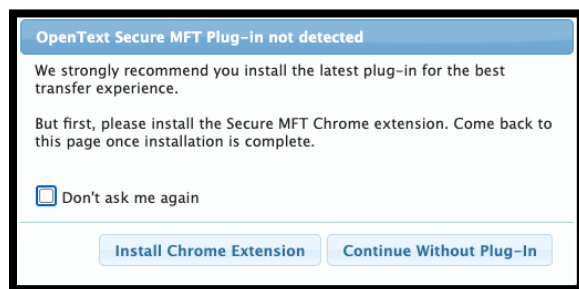 OpenText Secure MFT Plug-in not detected
We strongly recommend you install the latest plug-in for the best
transfer experience.
But first, please install the Secure MFT Chrome extension. Come back to
this page once installation is complete.
Don't ask me again
Install Chrome Extension
Continue Without Plug-In